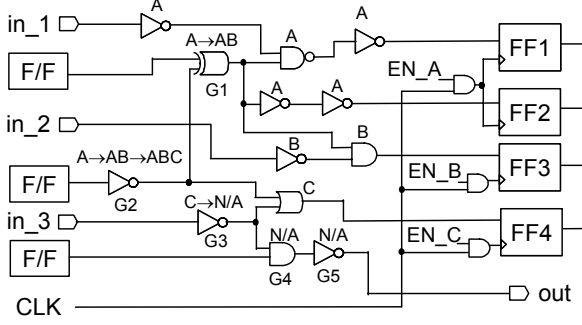 A
in_1
A→AB
A
A
FF1
F/F
G1
EN_A
A
A
FF2
in_2
B
B
FF3
A→AB→ABC
EN_B
F/F
G2
C→N/A
C
in_3
G3
FF4
N/A
N/A
EN_C
F/F
G4
G5
CLK
out